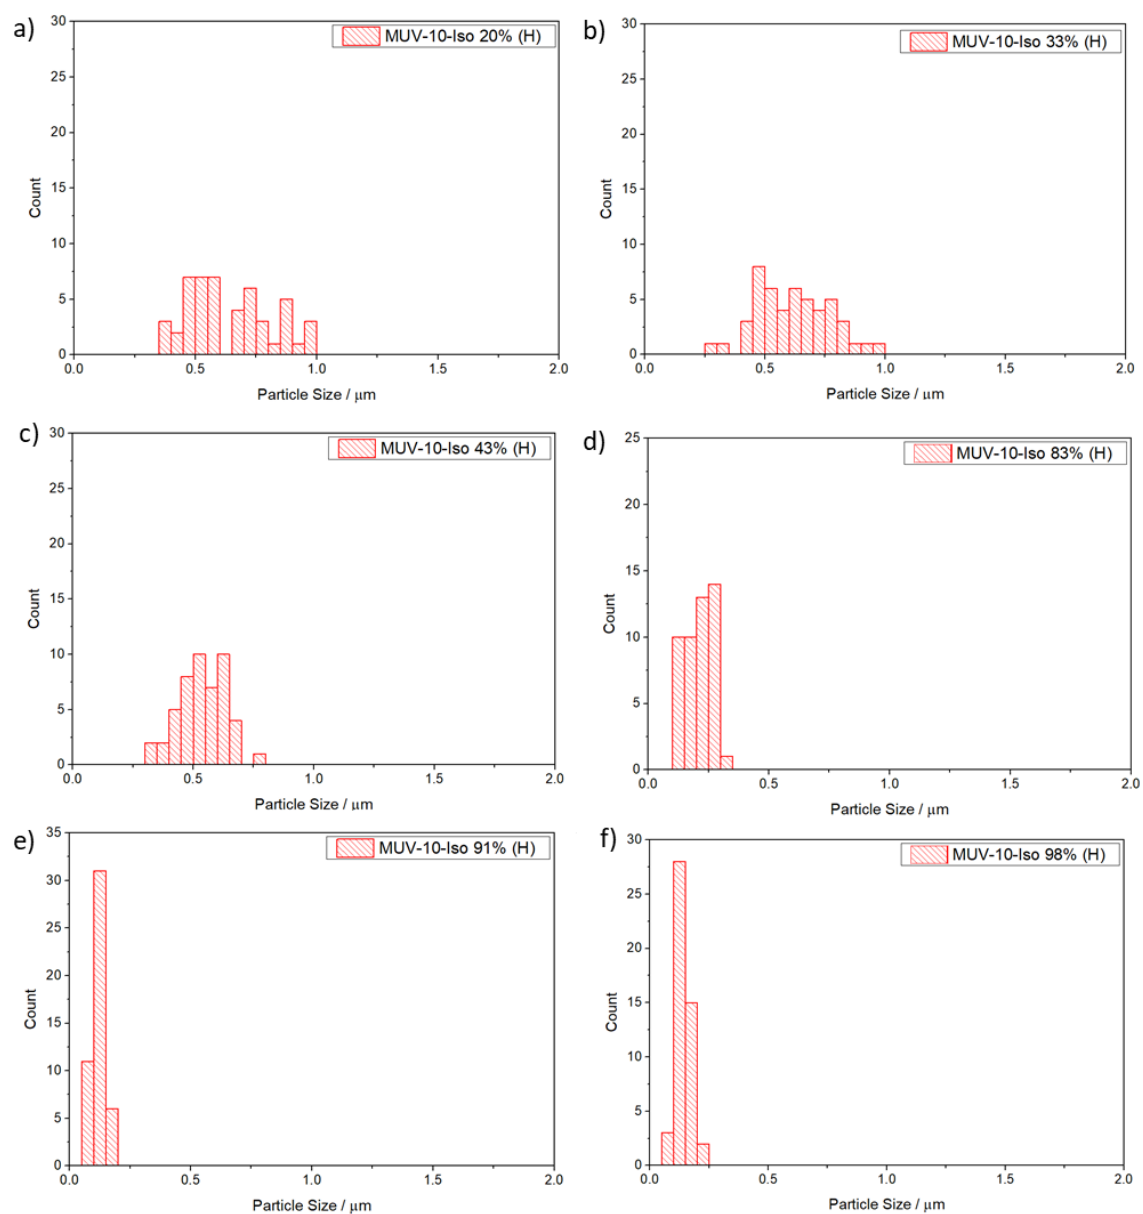 a)
MUV-10-Iso 20% (H)
30
25
20
15
10
5
0
Count
0.0 0.5 1.0 1.5 2.0
Particle Size / μm
b)
MUV-10-Iso 33% (H)
30
25
20
15
10
5
0
Count
0.0 0.5 1.0 1.5 2.0
Particle Size / μm
c)
MUV-10-Iso 43% (H)
30
25
20
15
10
5
0
Count
0.0 0.5 1.0 1.5 2.0
Particle Size / μm
d)
MUV-10-Iso 83% (H)
25
20
15
10
5
0
Count
0.0 0.5 1.0 1.5 2.0
Particle Size / μm
e)
MUV-10-Iso 91% (H)
35
30
25
20
15
10
5
0
Count
0.0 0.5 1.0 1.5 2.0
Particle Size / μm
f)
MUV-10-Iso 98% (H)
30
25
20
15
10
5
0
Count
0.0 0.5 1.0 1.5 2.0
Particle Size / μm